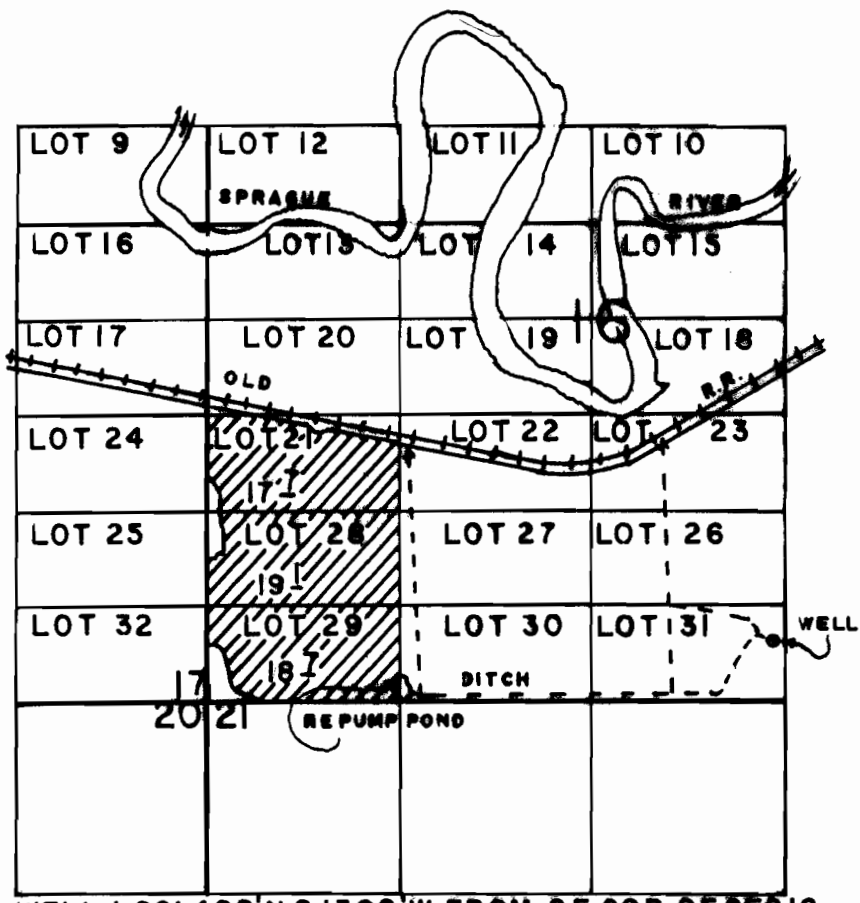 LOT 9 LOT 12 LOT 11 LOT 10
SPRAGUE RIVER
LOT 16 LOT 13 LOT 14 LOT 15
LOT 17 LOT 20 LOT 19 LOT 18
OLD R.R.
LOT 24 LOT 21 LOT 22 LOT 23
17 I
LOT 25 LOT 28 LOT 27 LOT 26
19 I
LOT 32 LOT 29 LOT 30 LOT 31 WELL
18 I
17 DITCH
20 21 REPUMP POND